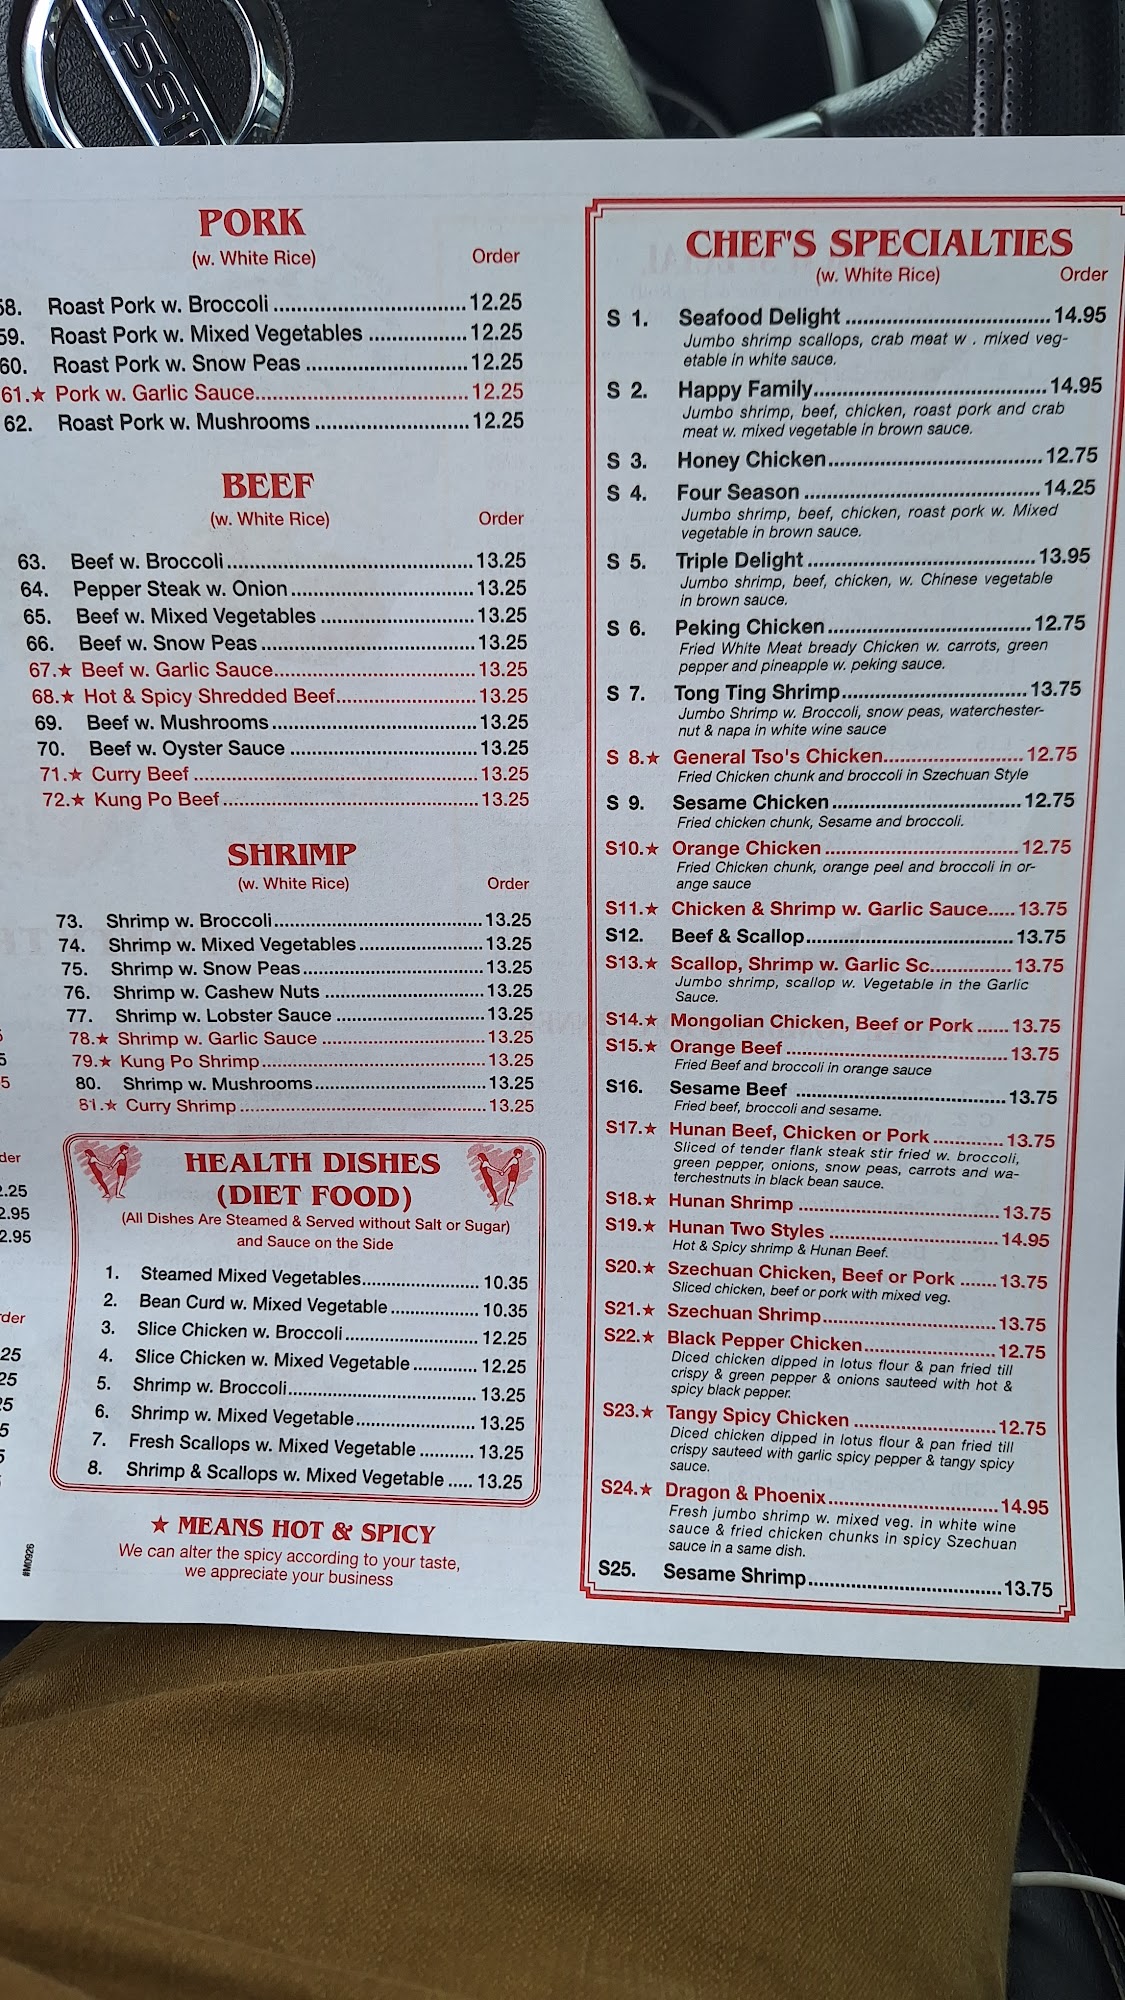 NISSAN
PORK
(w. White Rice)
Order
58. Roast Pork w. Broccoli 12.25
59. Roast Pork w. Mixed Vegetables 12.25
60. Roast Pork w. Snow Peas 12.25
61.★ Pork w. Garlic Sauce 12.25
62. Roast Pork w. Mushrooms 12.25
BEEF
(w. White Rice)
Order
63. Beef w. Broccoli 13.25
64. Pepper Steak w. Onion 13.25
65. Beef w. Mixed Vegetables 13.25
66. Beef w. Snow Peas 13.25
67.★ Beef w. Garlic Sauce 13.25
68.★ Hot & Spicy Shredded Beef 13.25
69. Beef w. Mushrooms 13.25
70. Beef w. Oyster Sauce 13.25
71.★ Curry Beef 13.25
72.★ Kung Po Beef 13.25
SHRIMP
(w. White Rice)
Order
73. Shrimp w. Broccoli 13.25
74. Shrimp w. Mixed Vegetables 13.25
75. Shrimp w. Snow Peas 13.25
76. Shrimp w. Cashew Nuts 13.25
77. Shrimp w. Lobster Sauce 13.25
78.★ Shrimp w. Garlic Sauce 13.25
79.★ Kung Po Shrimp 13.25
80. Shrimp w. Mushrooms 13.25
81.★ Curry Shrimp 13.25
HEALTH DISHES
(DIET FOOD)
(All Dishes Are Steamed & Served without Salt or Sugar)
and Sauce on the Side
1. Steamed Mixed Vegetables 10.35
2. Bean Curd w. Mixed Vegetable 10.35
3. Slice Chicken w. Broccoli 12.25
4. Slice Chicken w. Mixed Vegetable 12.25
5. Shrimp w. Broccoli 13.25
6. Shrimp w. Mixed Vegetable 13.25
7. Fresh Scallops w. Mixed Vegetable 13.25
8. Shrimp & Scallops w. Mixed Vegetable 13.25
★ MEANS HOT & SPICY
We can alter the spicy according to your taste,
we appreciate your business
#M0926
CHEF'S SPECIALTIES
(w. White Rice)
Order
S 1. Seafood Delight 14.95
Jumbo shrimp scallops, crab meat w . mixed veg-
etable in white sauce.
S 2. Happy Family 14.95
Jumbo shrimp, beef, chicken, roast pork and crab
meat w. mixed vegetable in brown sauce.
S 3. Honey Chicken 12.75
S 4. Four Season 14.25
Jumbo shrimp, beef, chicken, roast pork w. Mixed
vegetable in brown sauce.
S 5. Triple Delight 13.95
Jumbo shrimp, beef, chicken, w. Chinese vegetable
in brown sauce.
S 6. Peking Chicken 12.75
Fried White Meat bready Chicken w. carrots, green
pepper and pineapple w. peking sauce.
S 7. Tong Ting Shrimp 13.75
Jumbo Shrimp w. Broccoli, snow peas, waterchester-
nut & napa in white wine sauce
S 8.★ General Tso's Chicken 12.75
Fried Chicken chunk and broccoli in Szechuan Style
S 9. Sesame Chicken 12.75
Fried chicken chunk, Sesame and broccoli.
S10.★ Orange Chicken 12.75
Fried Chicken chunk, orange peel and broccoli in or-
ange sauce
S11.★ Chicken & Shrimp w. Garlic Sauce 13.75
S12. Beef & Scallop 13.75
S13.★ Scallop, Shrimp w. Garlic Sc. 13.75
Jumbo shrimp, scallop w. Vegetable in the Garlic
Sauce.
S14.★ Mongolian Chicken, Beef or Pork 13.75
S15.★ Orange Beef 13.75
Fried Beef and broccoli in orange sauce
S16. Sesame Beef 13.75
Fried beef, broccoli and sesame.
S17.★ Hunan Beef, Chicken or Pork 13.75
Sliced of tender flank steak stir fried w. broccoli,
green pepper, onions, snow peas, carrots and wa-
terchestnuts in black bean sauce.
S18.★ Hunan Shrimp 13.75
S19.★ Hunan Two Styles 14.95
Hot & Spicy shrimp & Hunan Beef.
S20.★ Szechuan Chicken, Beef or Pork 13.75
Sliced chicken, beef or pork with mixed veg.
S21.★ Szechuan Shrimp 13.75
S22.★ Black Pepper Chicken 12.75
Diced chicken dipped in lotus flour & pan fried till
crispy & green pepper & onions sauteed with hot &
spicy black pepper.
S23.★ Tangy Spicy Chicken 12.75
Diced chicken dipped in lotus flour & pan fried till
crispy sauteed with garlic spicy pepper & tangy spicy
sauce.
S24.★ Dragon & Phoenix 14.95
Fresh jumbo shrimp w. mixed veg. in white wine
sauce & fried chicken chunks in spicy Szechuan
sauce in a same dish.
S25. Sesame Shrimp 13.75